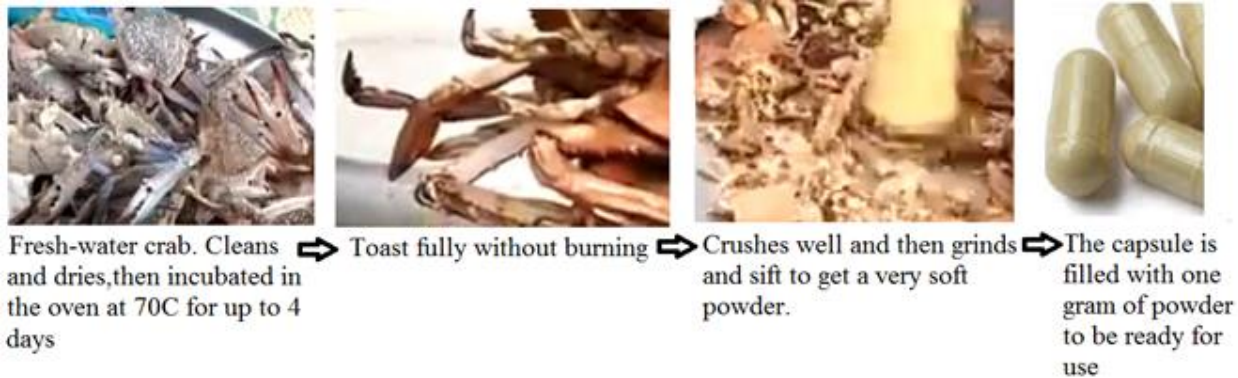 Fresh-water crab. Cleans
and dries,then incubated in
the oven at 70C for up to 4
days
Toast fully without burning
Crushes well and then grinds
and sift to get a very soft
powder.
The capsule is
filled with one
gram of powder
to be ready for
use